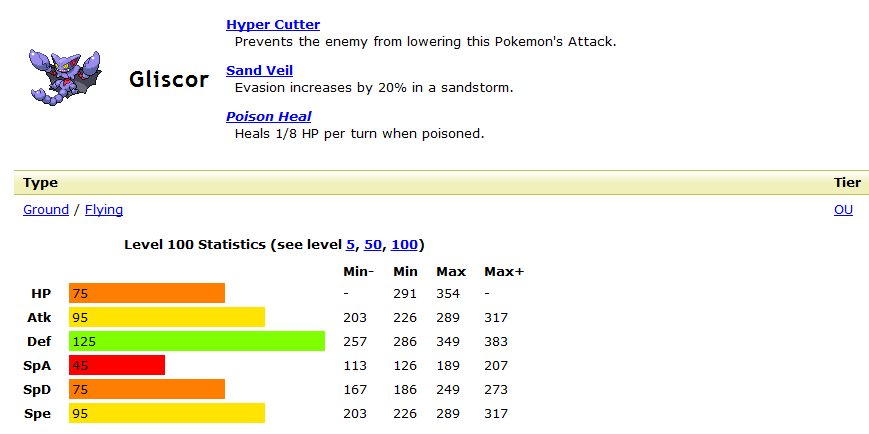 Hyper Cutter
Prevents the enemy from lowering this Pokemon's Attack.
Gliscor
Sand Veil
Evasion increases by 20% in a sandstorm.
Poison Heal
Heals 1/8 HP per turn when poisoned.
Type Tier
Ground / Flying OU
Level 100 Statistics (see level 5, 50, 100)
Min- Min Max Max+
HP 75 - 291 354 -
Atk 95 203 226 289 317
Def 125 257 286 349 383
SpA 45 113 126 189 207
SpD 75 167 186 249 273
Spe 95 203 226 289 317